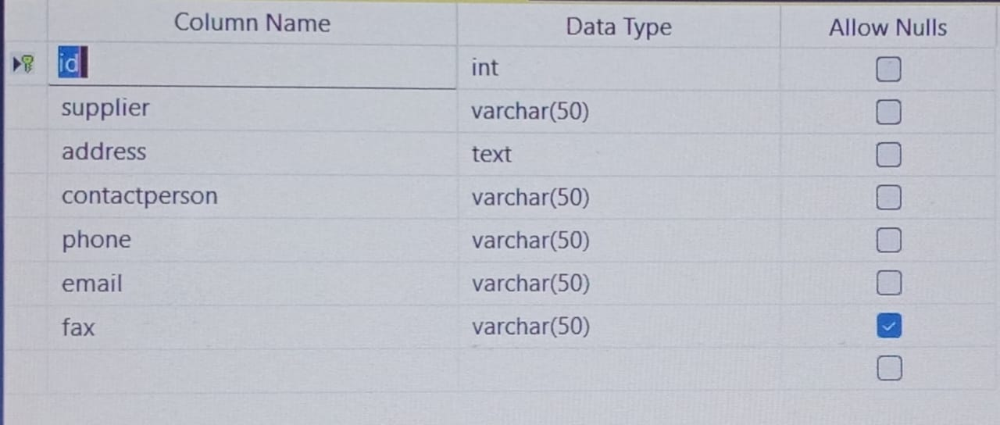 Column Name Data Type Allow Nulls
id int
supplier varchar(50)
address text
contactperson varchar(50)
phone varchar(50)
email varchar(50)
fax varchar(50)